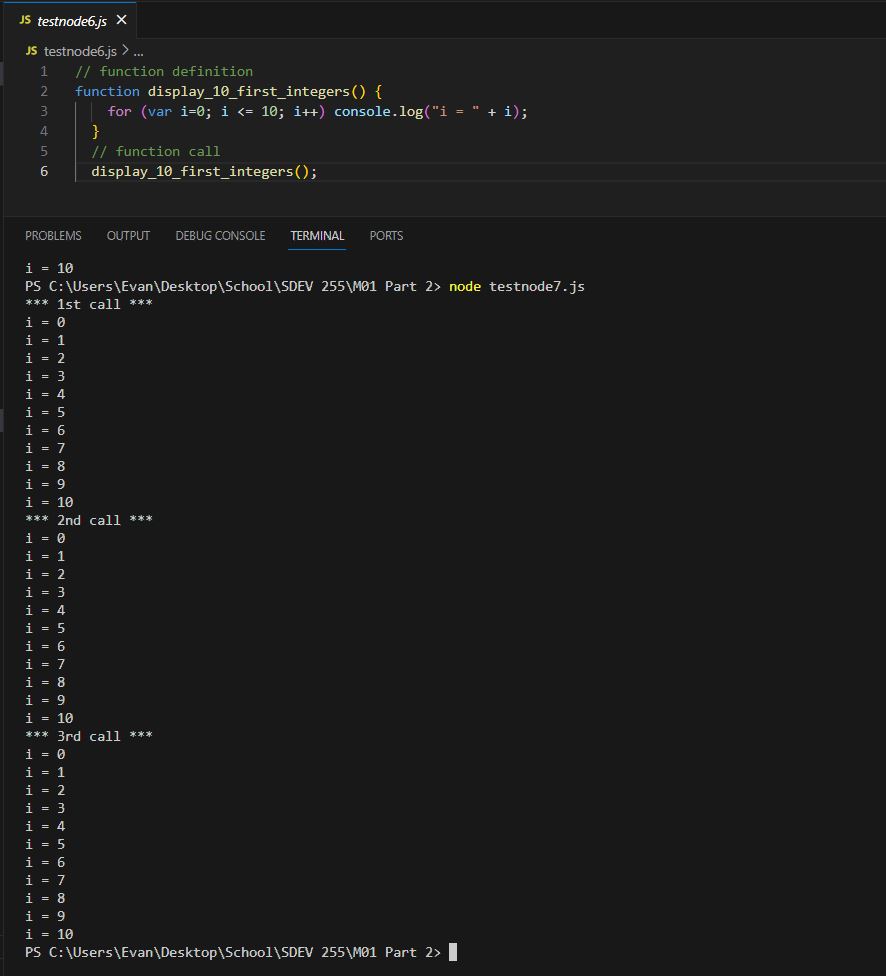 JS testnode6.js ×
JS testnode6.js > ...
1 // function definition
2 function display_10_first_integers() {
3     for (var i=0; i <= 10; i++) console.log("i = " + i);
4   }
5   // function call
6   display_10_first_integers();
PROBLEMS OUTPUT DEBUG CONSOLE TERMINAL PORTS
i = 10
PS C:\Users\Evan\Desktop\School\SDEV 255\M01 Part 2> node testnode7.js
*** 1st call ***
i = 0
i = 1
i = 2
i = 3
i = 4
i = 5
i = 6
i = 7
i = 8
i = 9
i = 10
*** 2nd call ***
i = 0
i = 1
i = 2
i = 3
i = 4
i = 5
i = 6
i = 7
i = 8
i = 9
i = 10
*** 3rd call ***
i = 0
i = 1
i = 2
i = 3
i = 4
i = 5
i = 6
i = 7
i = 8
i = 9
i = 10
PS C:\Users\Evan\Desktop\School\SDEV 255\M01 Part 2>